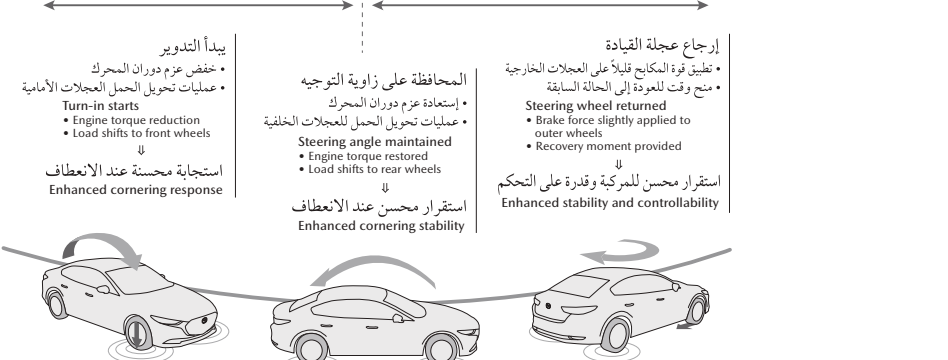 يبدأ التدوير
• خفض عزم دوران المحرك
• عمليات تحويل الحمل العجلات الأمامية
Turn-in starts
• Engine torque reduction
• Load shifts to front wheels
⇓
استجابة محسنة عند الانعطاف
Enhanced cornering response
المحافظة على زاوية التوجيه
• إستعادة عزم دوران المحرك
• عمليات تحويل الحمل للعجلات الخلفية
Steering angle maintained
• Engine torque restored
• Load shifts to rear wheels
⇓
استقرار محسن عند الانعطاف
Enhanced cornering stability
إرجاع عجلة القيادة
• تطبيق قوة المكابح قليلاً على العجلات الخارجية
• منح وقت للعودة إلى الحالة السابقة
Steering wheel returned
• Brake force slightly applied to
outer wheels
• Recovery moment provided
⇓
استقرار محسن للمركبة وقدرة على التحكم
Enhanced stability and controllability